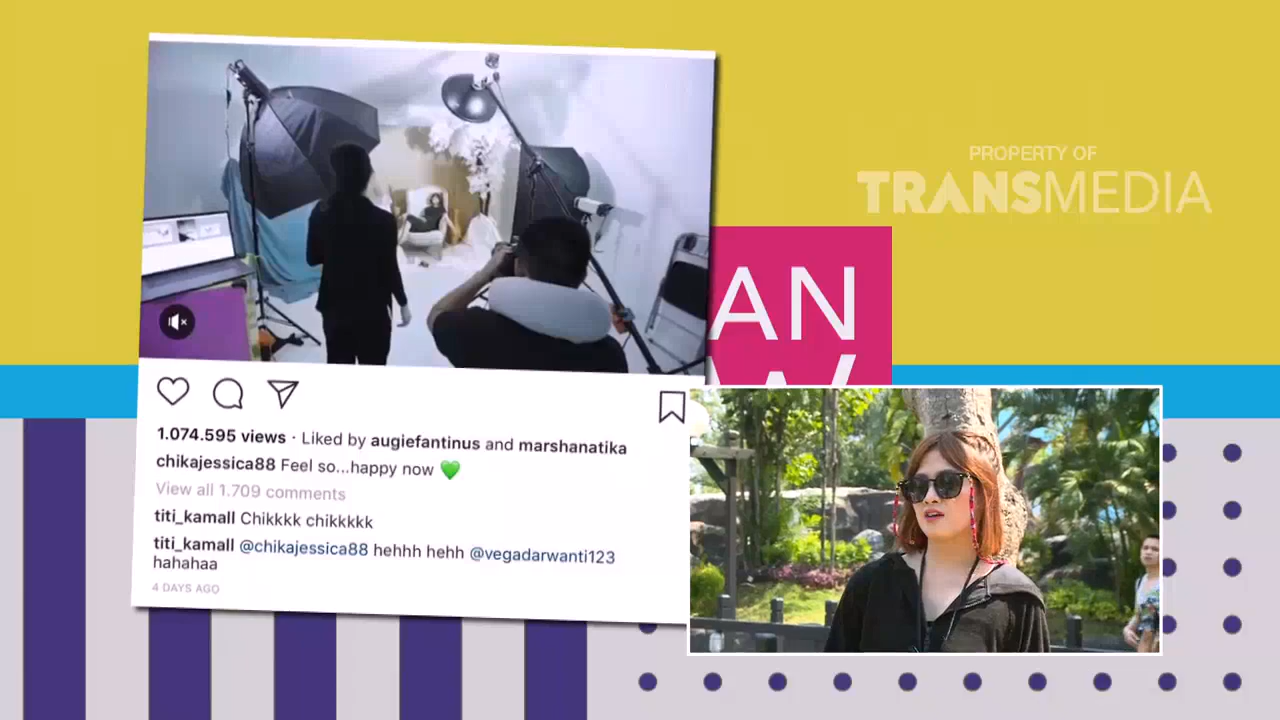 PROPERTY OF
TRANSMEDIA
AN
W
1.074.595 views · Liked by augiefantinus and marshanatika
chikajessica88 Feel so...happy now 💚
View all 1.709 comments
titi_kamall Chikkkk chikkkkk
titi_kamall @chikajessica88 hehhh hehh @vegadarwanti123
hahahaa
4 DAYS AGO